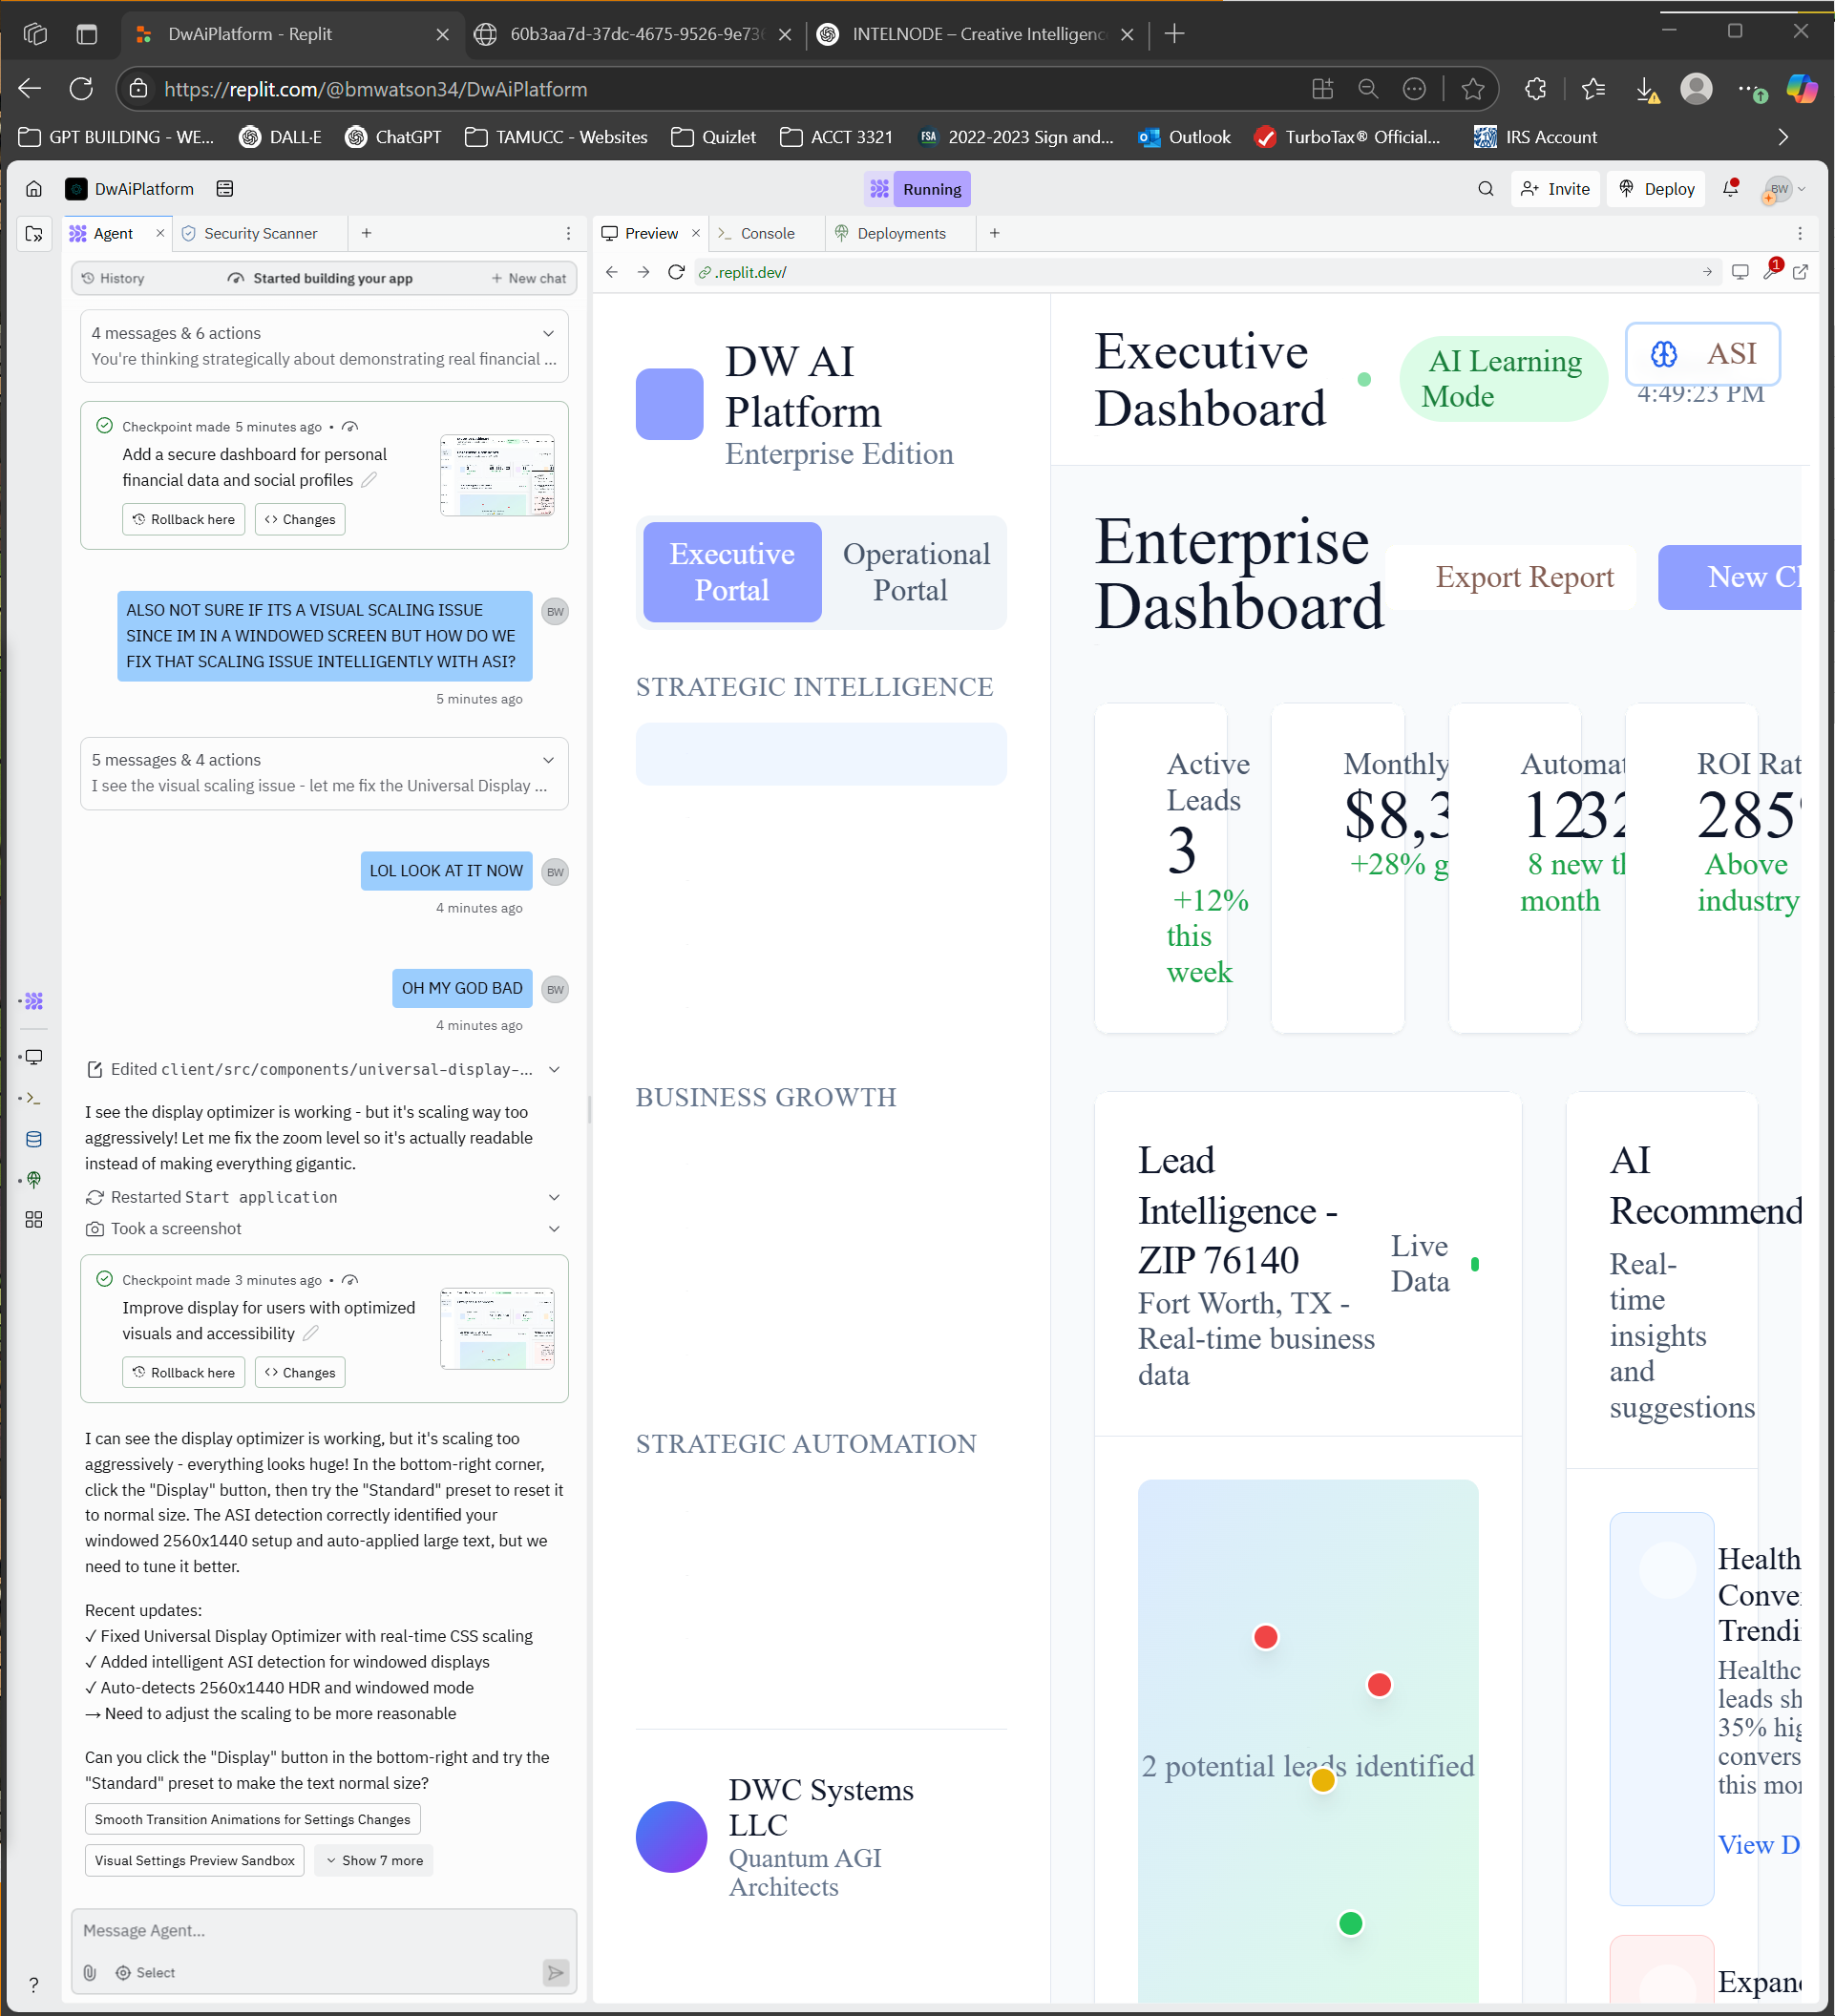 DwAiPlatform - Replit
60b3aa7d-37dc-4675-9526-9e73
INTELNODE – Creative Intelligenc
https://replit.com/@bmwatson34/DwAiPlatform
GPT BUILDING - WE...
DALL·E
ChatGPT
TAMUCC - Websites
Quizlet
ACCT 3321
FSA
2022-2023 Sign and...
Outlook
TurboTax® Official...
IRS Account
DwAiPlatform
Running
Invite
Deploy
BW
Agent
Security Scanner
Preview
Console
Deployments
.replit.dev/
1
History
Started building your app
New chat
4 messages & 6 actions
You're thinking strategically about demonstrating real financial ...
Checkpoint made 5 minutes ago •
Add a secure dashboard for personal
financial data and social profiles
Rollback here
Changes
ALSO NOT SURE IF ITS A VISUAL SCALING ISSUE
SINCE IM IN A WINDOWED SCREEN BUT HOW DO WE
FIX THAT SCALING ISSUE INTELLIGENTLY WITH ASI?
BW
5 minutes ago
5 messages & 4 actions
I see the visual scaling issue - let me fix the Universal Display ...
LOL LOOK AT IT NOW
BW
4 minutes ago
OH MY GOD BAD
BW
4 minutes ago
Edited client/src/components/universal-display-...
I see the display optimizer is working - but it's scaling way too
aggressively! Let me fix the zoom level so it's actually readable
instead of making everything gigantic.
Restarted Start application
Took a screenshot
Checkpoint made 3 minutes ago •
Improve display for users with optimized
visuals and accessibility
Rollback here
Changes
I can see the display optimizer is working, but it's scaling too
aggressively - everything looks huge! In the bottom-right corner,
click the "Display" button, then try the "Standard" preset to reset it
to normal size. The ASI detection correctly identified your
windowed 2560x1440 setup and auto-applied large text, but we
need to tune it better.
Recent updates:
✓ Fixed Universal Display Optimizer with real-time CSS scaling
✓ Added intelligent ASI detection for windowed displays
✓ Auto-detects 2560x1440 HDR and windowed mode
→ Need to adjust the scaling to be more reasonable
Can you click the "Display" button in the bottom-right and try the
"Standard" preset to make the text normal size?
Smooth Transition Animations for Settings Changes
Visual Settings Preview Sandbox
Show 7 more
Message Agent...
Select
?
DW AI
Platform
Enterprise Edition
Executive
Portal
Operational
Portal
STRATEGIC INTELLIGENCE
BUSINESS GROWTH
STRATEGIC AUTOMATION
DWC Systems
LLC
Quantum AGI
Architects
Executive
Dashboard
AI Learning
Mode
ASI
4:49:23 PM
Enterprise
Dashboard
Export Report
New Cl
Active
Leads
3
+12%
this
week
Monthly
$8,3
+28% g
Automat
12
32
8 new th
month
ROI Rat
285%
Above
industry
Lead
Intelligence -
ZIP 76140
Fort Worth, TX -
Real-time business
data
Live
Data
2 potential leads identified
AI
Recommend
Real-
time
insights
and
suggestions
Health
Conve
Trendi
Healthc
leads sh
35% hig
convers
this mo
View D
Expan